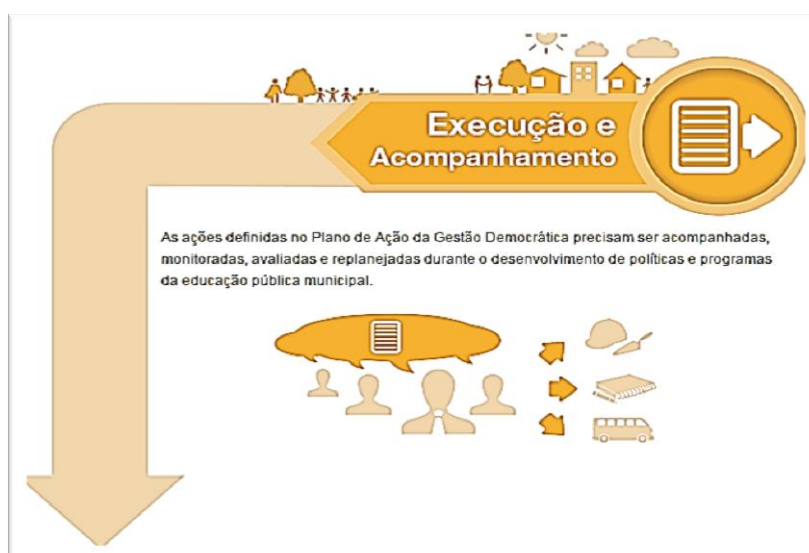 Execução e
Acompanhamento
As ações definidas no Plano de Ação da Gestão Democrática precisam ser acompanhadas,
monitoradas, avaliadas e replanejadas durante o desenvolvimento de políticas e programas
da educação pública municipal.